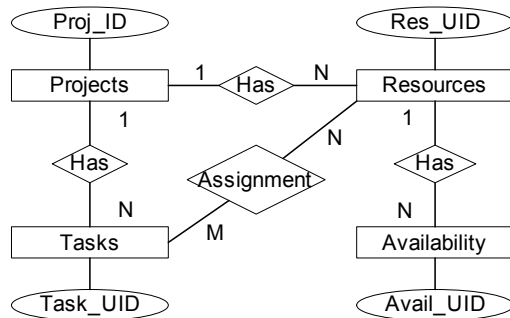 Proj_ID
Res_UID
Projects
1
Has
N
Resources
1
N
1
Has
Assignment
Has
N
M
N
Tasks
Availability
Task_UID
Avail_UID